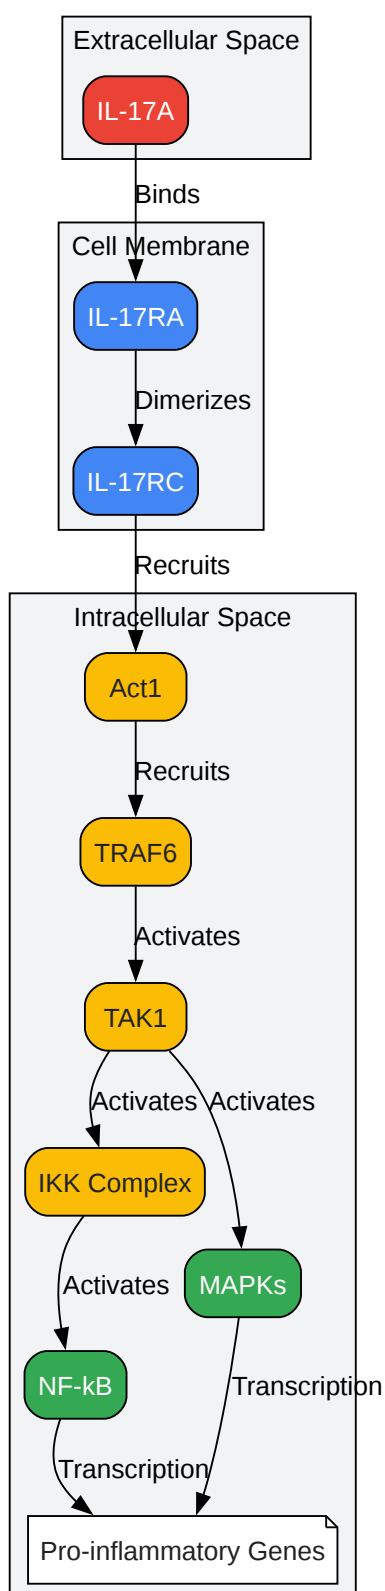 Extracellular Space
IL-17A
Binds
Cell Membrane
IL-17RA
Dimerizes
IL-17RC
Recruits
Intracellular Space
Act1
Recruits
TRAF6
Activates
TAK1
Activates
Activates
IKK Complex
MAPKs
Activates
NF-kB
Transcription
Transcription
Pro-inflammatory Genes